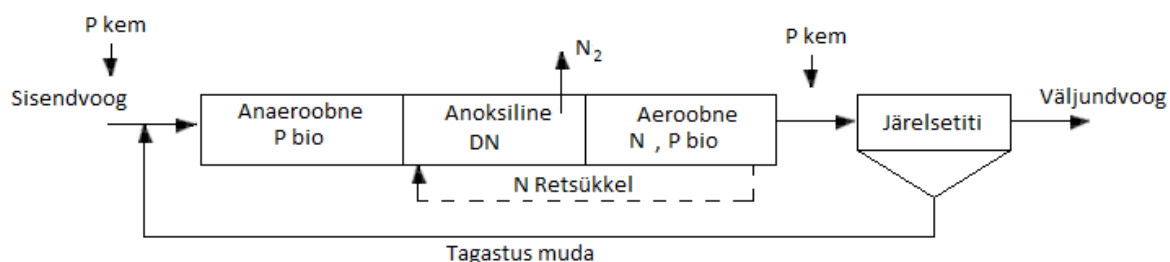 P kem
N2
P kem
Sisendvoog
Anaeroobne
P bio
Anoksiline
DN
Aeroobne
N , P bio
Järelsetiti
Väljundvoog
N Retsükkel
Tagastus muda